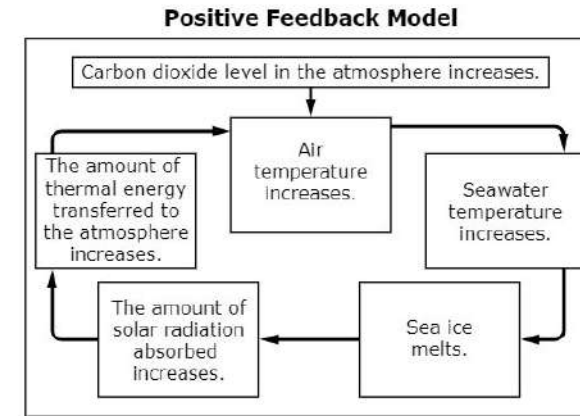 Positive Feedback Model
Carbon dioxide level in the atmosphere increases.
Air
temperature
increases.
Seawater
temperature
increases.
Sea ice
melts.
The amount of
solar radiation
absorbed
increases.
The amount of
thermal energy
transferred to
the atmosphere
increases.